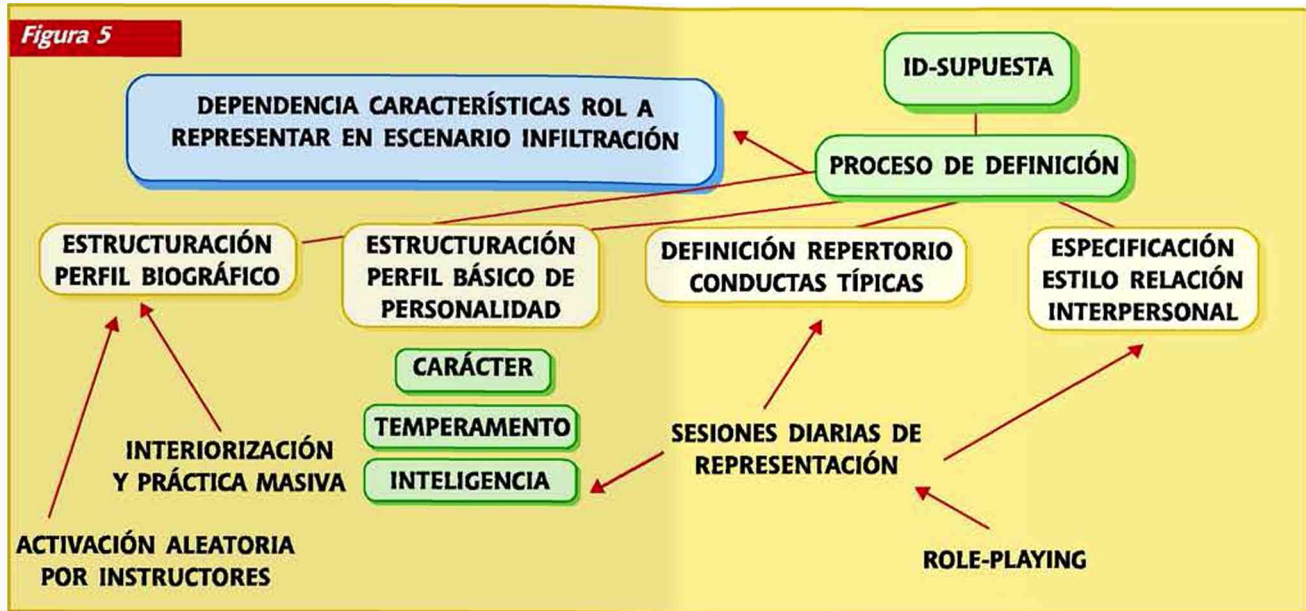 Figura 5
ID-SUPUESTA
DEPENDENCIA CARACTERÍSTICAS ROL A
REPRESENTAR EN ESCENARIO INFILTRACIÓN
PROCESO DE DEFINICIÓN
ESTRUCTURACIÓN
PERFIL BIOGRÁFICO
ESTRUCTURACIÓN
PERFIL BÁSICO DE
PERSONALIDAD
DEFINICIÓN REPERTORIO
CONDUCTAS TÍPICAS
ESPECIFICACIÓN
ESTILO RELACIÓN
INTERPERSONAL
CARÁCTER
TEMPERAMENTO
INTELIGENCIA
INTERIORIZACIÓN
Y PRÁCTICA MASIVA
SESIONES DIARIAS DE
REPRESENTACIÓN
ACTIVACIÓN ALEATORIA
POR INSTRUCTORES
ROLE-PLAYING